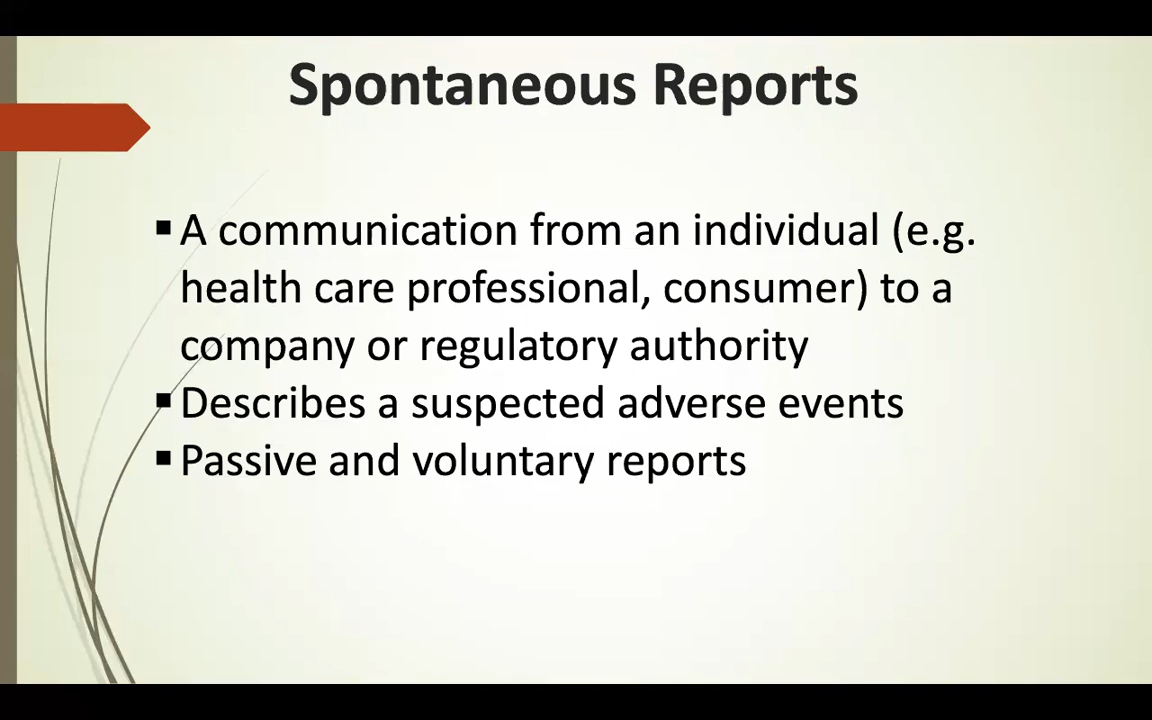 Spontaneous Reports
▪A communication from an individual (e.g.
health care professional, consumer) to a
company or regulatory authority
▪Describes a suspected adverse events
▪Passive and voluntary reports